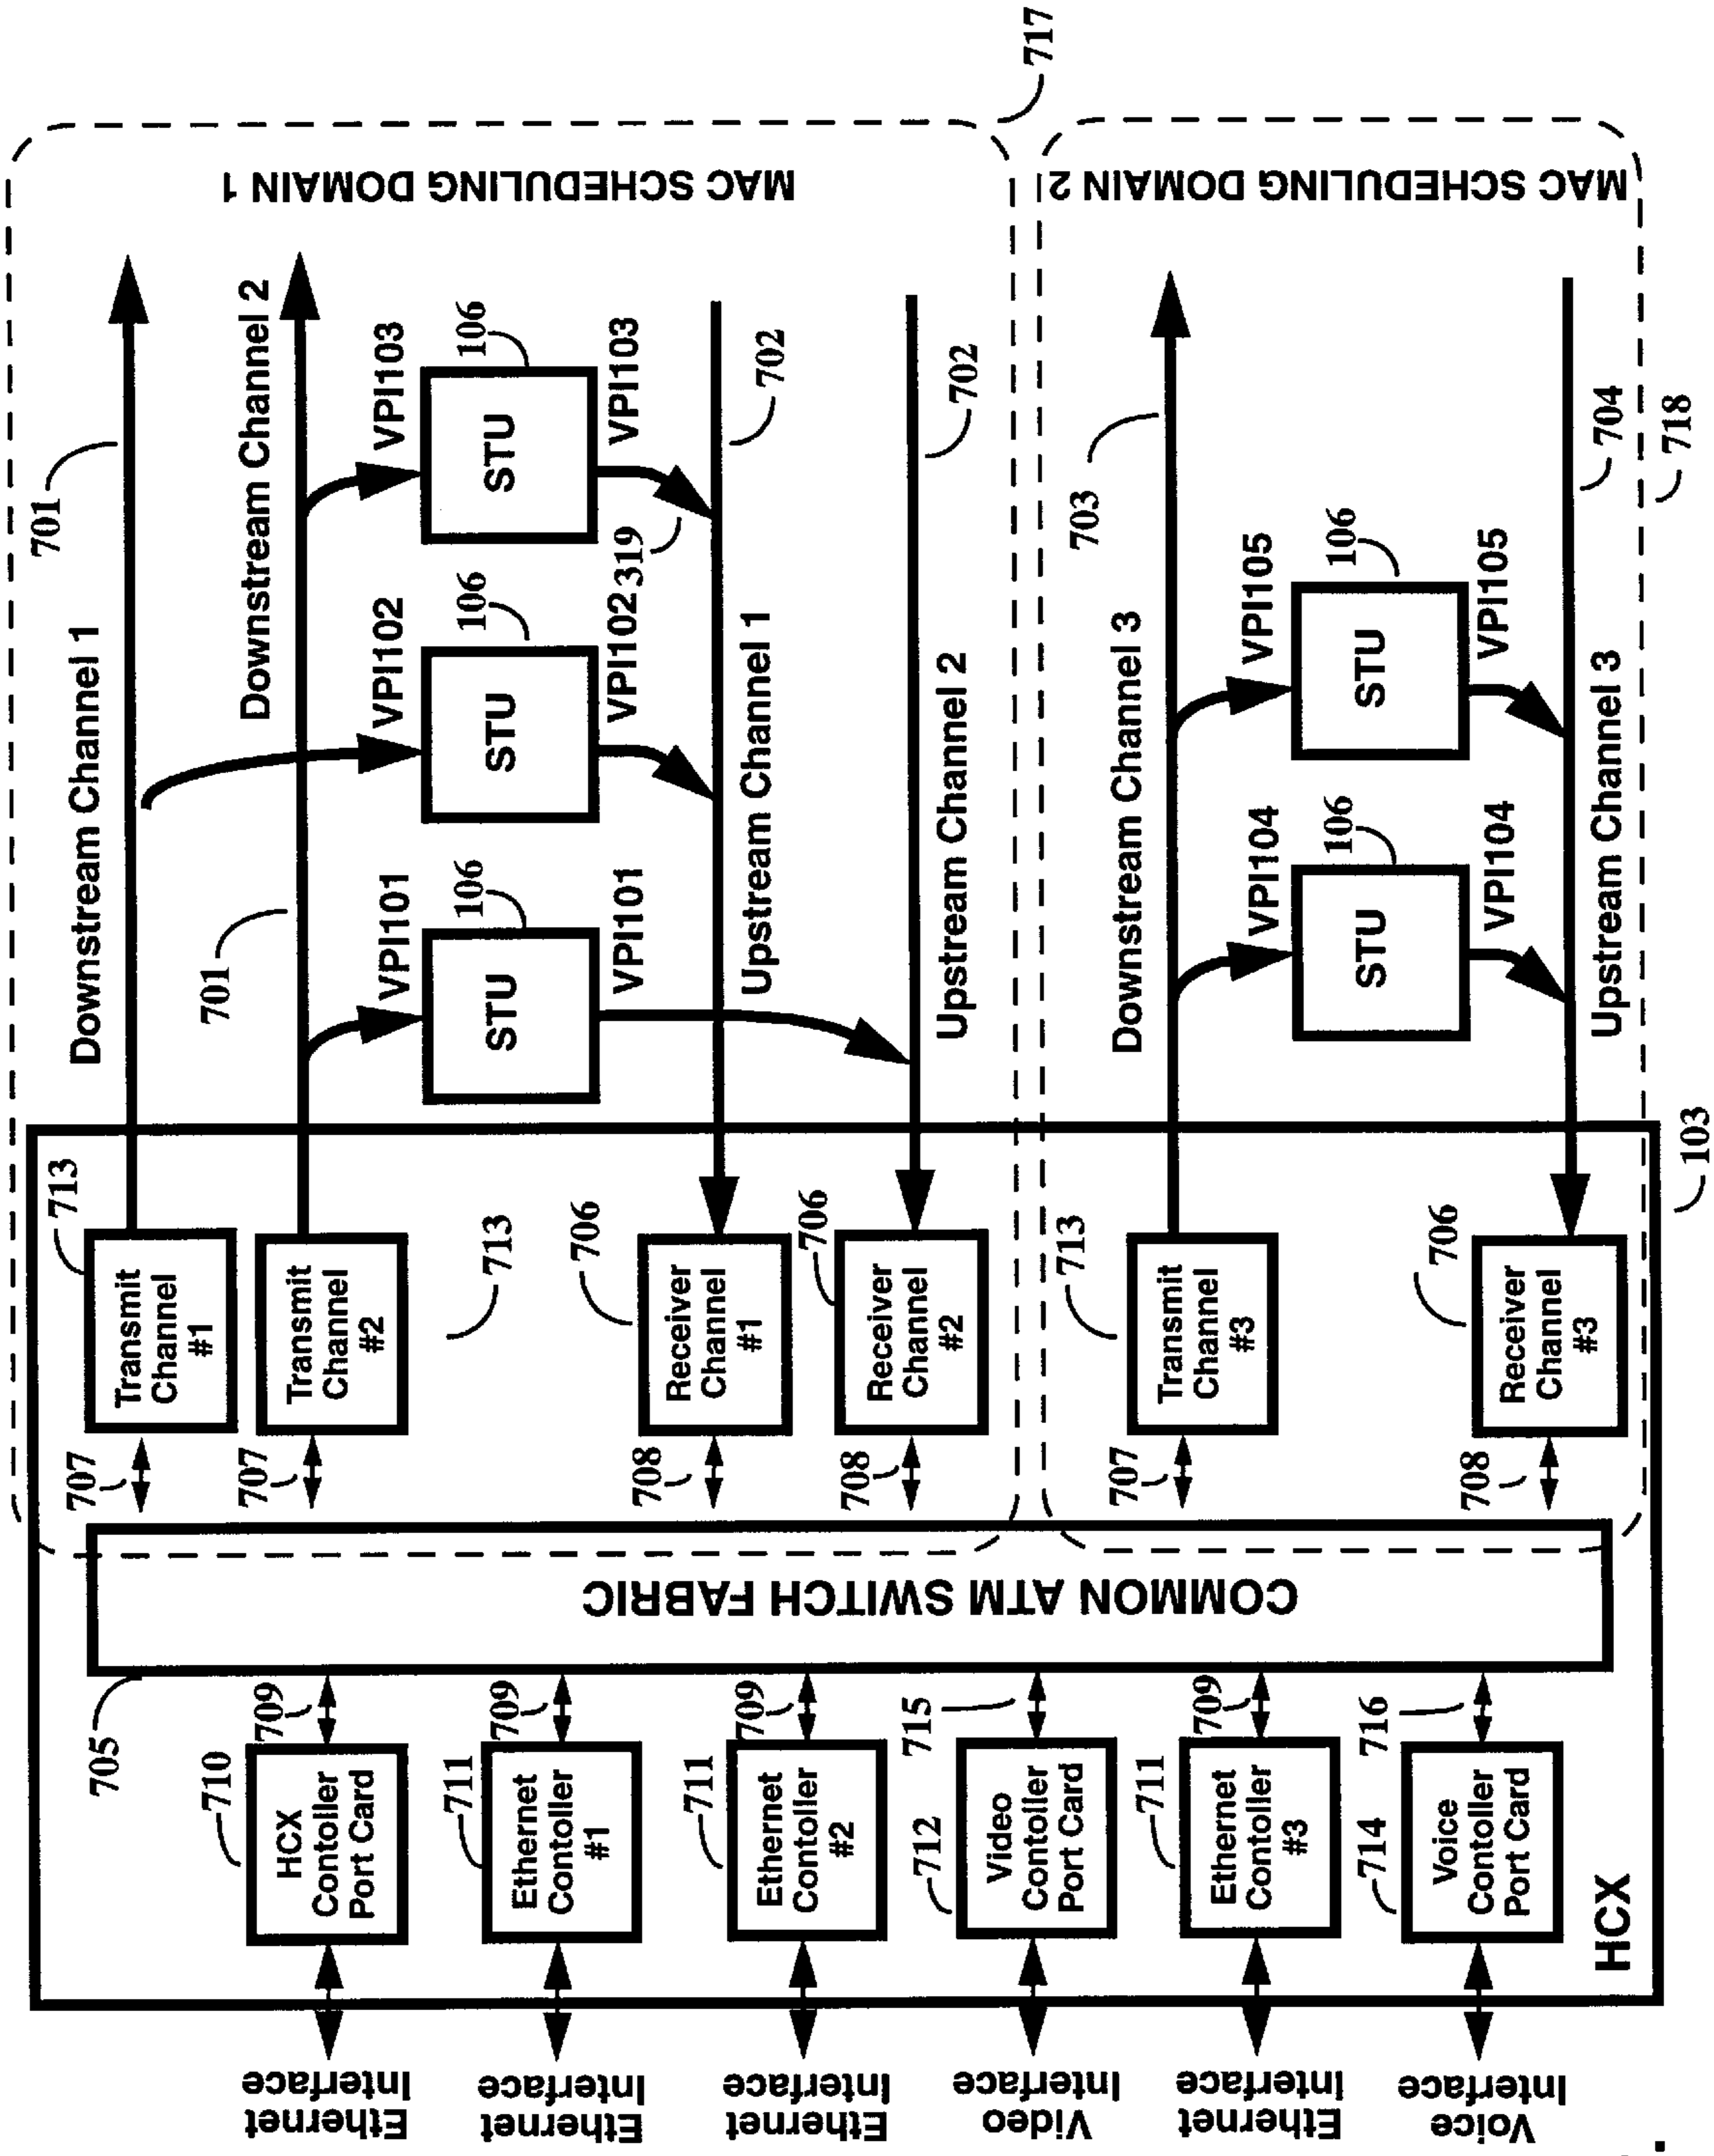 Ethernet
Interface
Ethernet
Interface
Ethernet
Interface
Video
Interface
Ethernet
Interface
Voice
Interface
HCX
710
HCX
Contoller
Port Card
709
711
Ethernet
Contoller
#1
709
711
Ethernet
Contoller
#2
709
712
Video
Contoller
Port Card
715
711
Ethernet
Contoller
#3
709
714
Voice
Contoller
Port Card
716
705
COMMON ATM SWITCH FABRIC
707
Transmit
Channel
#1
713
707
Transmit
Channel
#2
713
708
Receiver
Channel
#1
706
708
Receiver
Channel
#2
706
707
Transmit
Channel
#3
713
708
Receiver
Channel
#3
706
103
Downstream Channel 1
701
701
Downstream Channel 2
VPI101
VPI102
VPI103
106
106
106
STU
STU
STU
VPI101
VPI102
319
VPI103
Upstream Channel 1
702
Upstream Channel 2
702
MAC SCHEDULING DOMAIN 1
717
Downstream Channel 3
703
VPI104
VPI105
106
106
STU
STU
VPI104
VPI105
Upstream Channel 3
704
MAC SCHEDULING DOMAIN 2
718